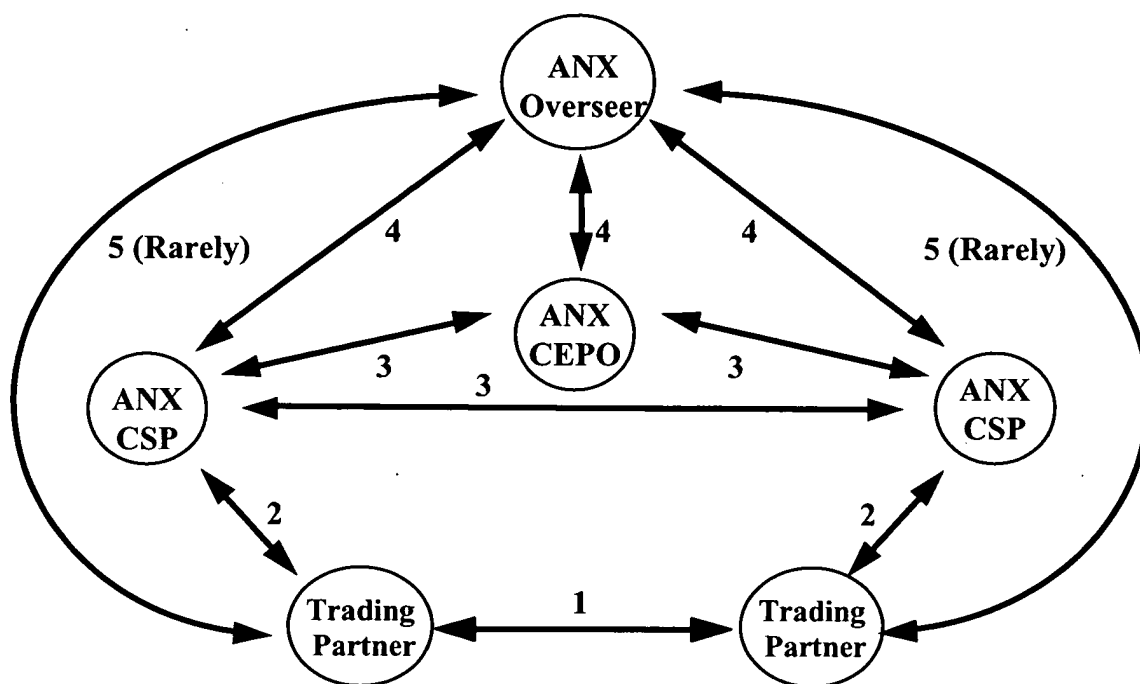 ANX
Overseer
5 (Rarely)
4
4
4
5 (Rarely)
ANX
CEPO
3
3
3
ANX
CSP
ANX
CSP
2
2
1
Trading
Partner
Trading
Partner